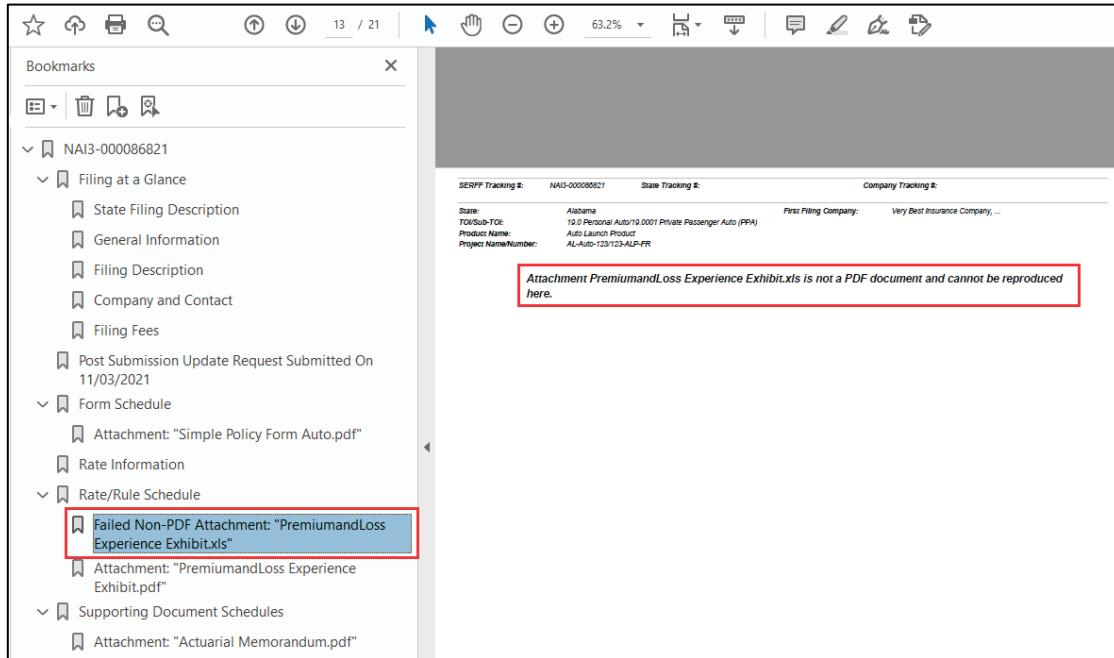 13 / 21
63.2%
Bookmarks
NAI3-000086821
Filing at a Glance
State Filing Description
General Information
Filing Description
Company and Contact
Filing Fees
Post Submission Update Request Submitted On
11/03/2021
Form Schedule
Attachment: "Simple Policy Form Auto.pdf"
Rate Information
Rate/Rule Schedule
Failed Non-PDF Attachment: "PremiumandLoss
Experience Exhibit.xls"
Attachment: "PremiumandLoss Experience
Exhibit.pdf"
Supporting Document Schedules
Attachment: "Actuarial Memorandum.pdf"
SERFF Tracking #: NAI3-000086821 State Tracking #: Company Tracking #:
State: Alabama First Filing Company: Very Best Insurance Company, ...
TOI/Sub-TOI: 19.0 Personal Auto/19.0001 Private Passenger Auto (PPA)
Product Name: Auto Launch Product
Project Name/Number: AL-Auto-123/123-ALP-FR
Attachment PremiumandLoss Experience Exhibit.xls is not a PDF document and cannot be reproduced
here.